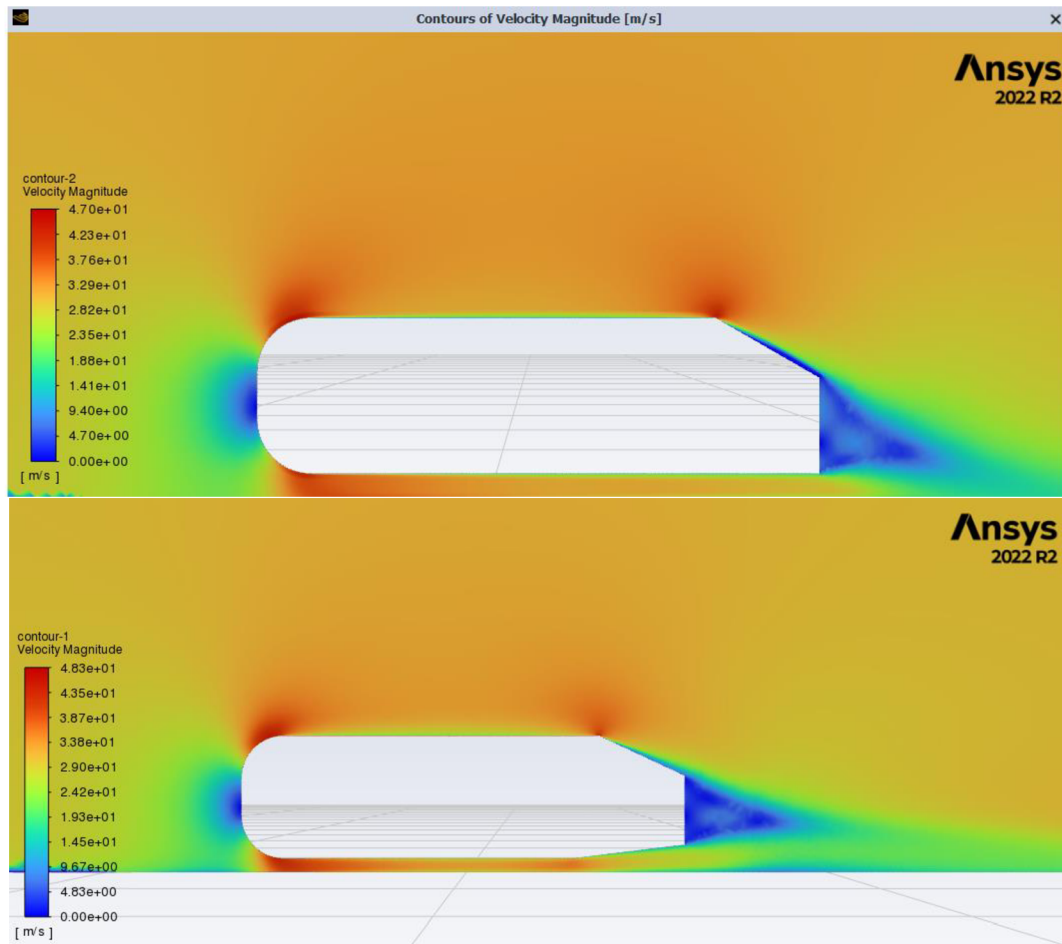 Contours of Velocity Magnitude [m/s]
Ansys
2022 R2
contour-2
Velocity Magnitude
4.70e+01
4.23e+01
3.76e+01
3.29e+01
2.82e+01
2.35e+01
1.88e+01
1.41e+01
9.40e+00
4.70e+00
0.00e+00
[ m/s ]
Ansys
2022 R2
contour-1
Velocity Magnitude
4.83e+01
4.35e+01
3.87e+01
3.38e+01
2.90e+01
2.42e+01
1.93e+01
1.45e+01
9.67e+00
4.83e+00
0.00e+00
[ m/s ]